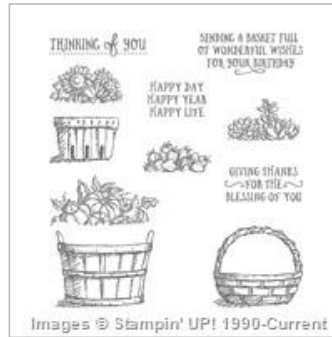 THINKING of YOU
SENDING A BASKET FULL
OF WONDERFUL WISHES
FOR YOUR BIRTHDAY
HAPPY DAY
HAPPY YEAR
HAPPY LIFE
GIVING THANKS
FOR THE
BLESSING OF YOU
Images © Stampin' UP! 1990-Current